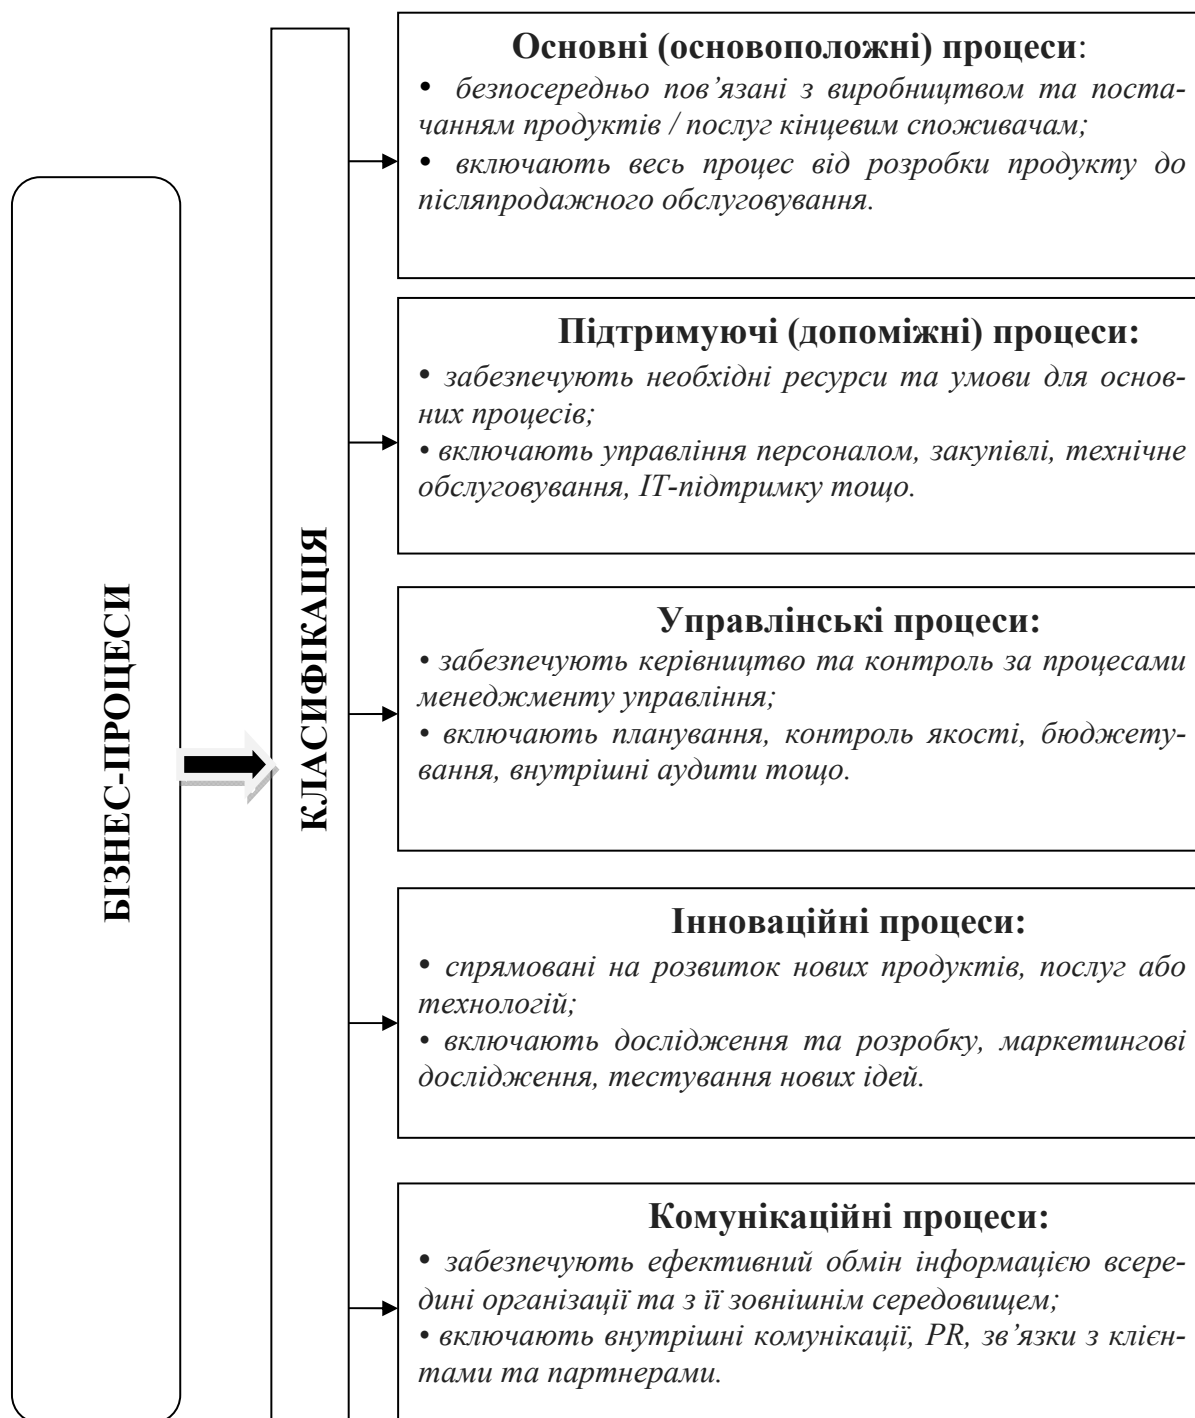 БІЗНЕС-ПРОЦЕСИ
КЛАСИФІКАЦІЯ
Основні (основоположні) процеси:
• безпосередньо пов’язані з виробництвом та поста-
чанням продуктів / послуг кінцевим споживачам;
• включають весь процес від розробки продукту до
післяпродажного обслуговування.
Підтримуючі (допоміжні) процеси:
• забезпечують необхідні ресурси та умови для основ-
них процесів;
• включають управління персоналом, закупівлі, технічне
обслуговування, ІТ-підтримку тощо.
Управлінські процеси:
• забезпечують керівництво та контроль за процесами
менеджменту управління;
• включають планування, контроль якості, бюджету-
вання, внутрішні аудити тощо.
Інноваційні процеси:
• спрямовані на розвиток нових продуктів, послуг або
технологій;
• включають дослідження та розробку, маркетингові
дослідження, тестування нових ідей.
Комунікаційні процеси:
• забезпечують ефективний обмін інформацією всере-
дині організації та з її зовнішнім середовищем;
• включають внутрішні комунікації, PR, зв’язки з клієн-
тами та партнерами.